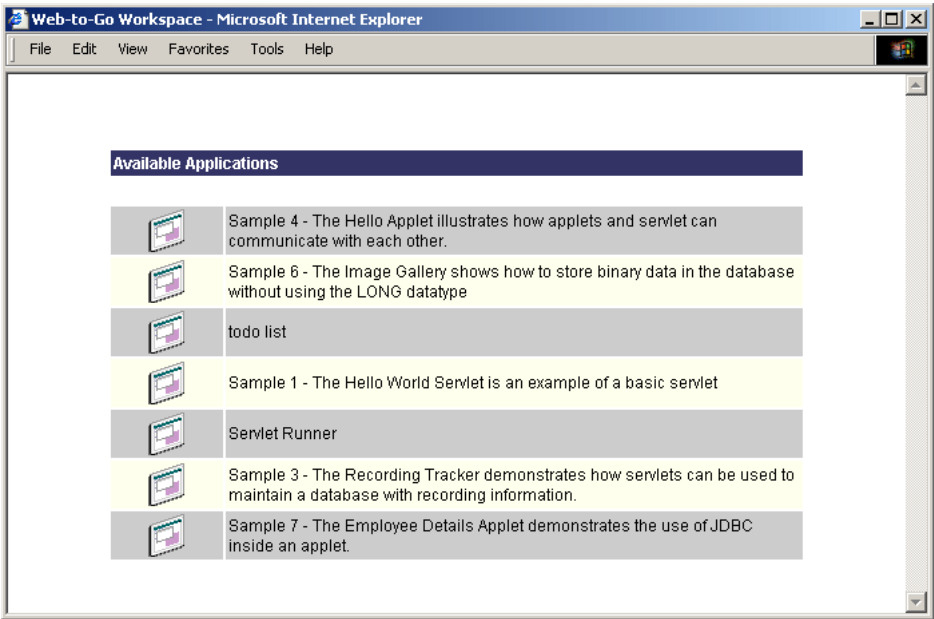 Web-to-Go Workspace - Microsoft Internet Explorer
File Edit View Favorites Tools Help
Available Applications
Sample 4 - The Hello Applet illustrates how applets and servlet can
communicate with each other.
Sample 6 - The Image Gallery shows how to store binary data in the database
without using the LONG datatype
todo list
Sample 1 - The Hello World Servlet is an example of a basic servlet
Servlet Runner
Sample 3 - The Recording Tracker demonstrates how servlets can be used to
maintain a database with recording information.
Sample 7 - The Employee Details Applet demonstrates the use of JDBC
inside an applet.